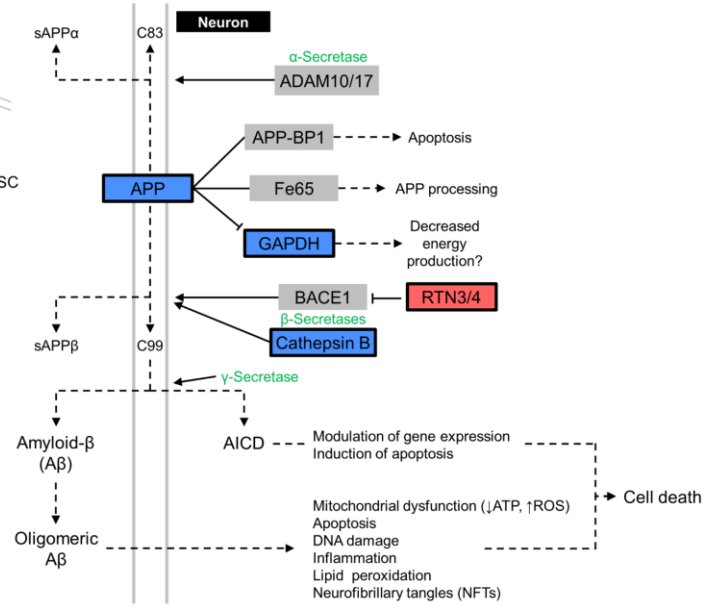 Neuron
sAPPα
C83
α-Secretase
ADAM10/17
APP-BP1
Apoptosis
SC
APP
Fe65
APP processing
GAPDH
Decreased
energy
production?
BACE1
RTN3/4
β-Secretases
Cathepsin B
sAPPβ
C99
γ-Secretase
Amyloid-β
(Aβ)
AICD
Modulation of gene expression
Induction of apoptosis
Cell death
Oligomeric
Aβ
Mitochondrial dysfunction (↓ATP, ↑ROS)
Apoptosis
DNA damage
Inflammation
Lipid peroxidation
Neurofibrillary tangles (NFTs)